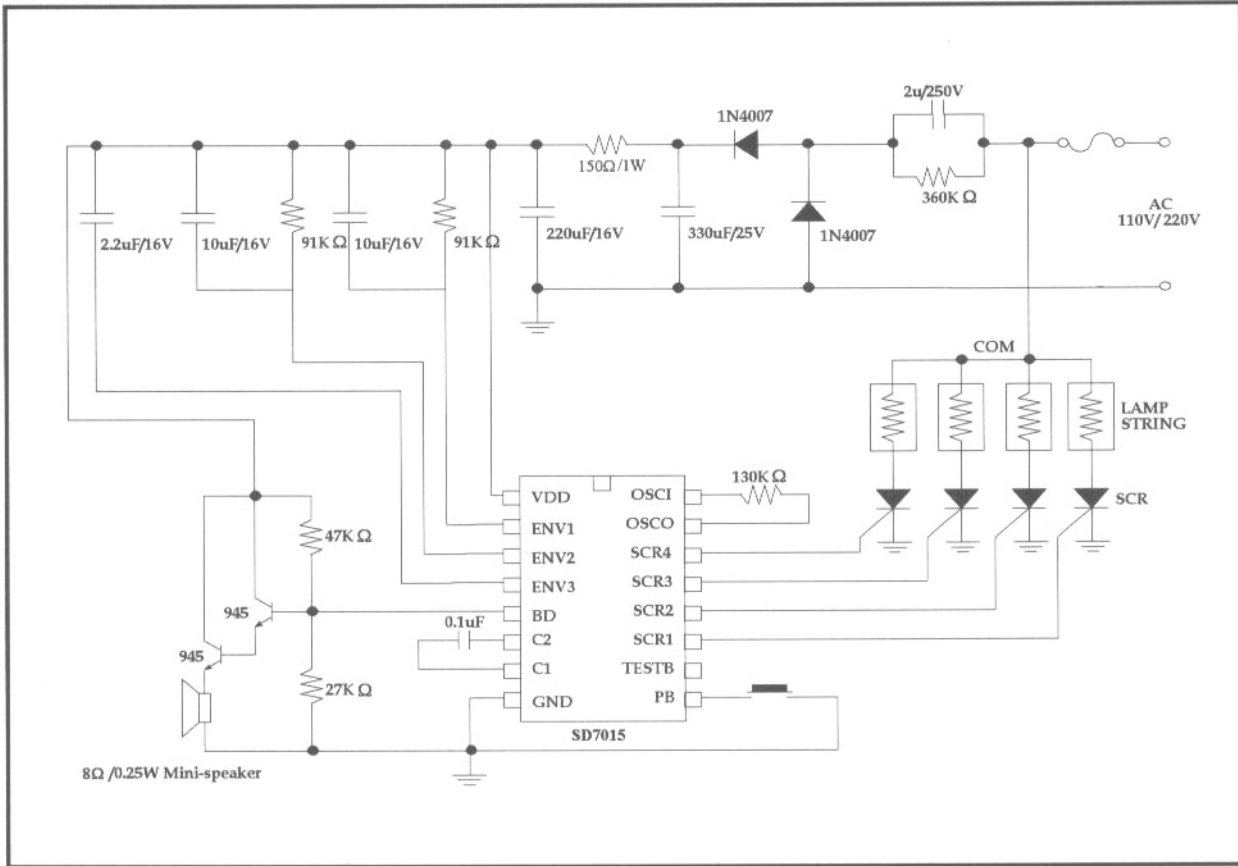 2u/250V
1N4007
150Ω/1W
360K Ω
AC
110V/ 220V
2.2uF/16V
10uF/16V
91K Ω
10uF/16V
91K Ω
220uF/16V
330uF/25V
1N4007
COM
LAMP
STRING
SCR
130K Ω
VDD
OSCI
ENV1
OSCO
ENV2
SCR4
ENV3
SCR3
BD
SCR2
C2
SCR1
C1
TESTB
GND
PB
SD7015
47K Ω
945
0.1uF
945
27K Ω
8Ω /0.25W Mini-speaker